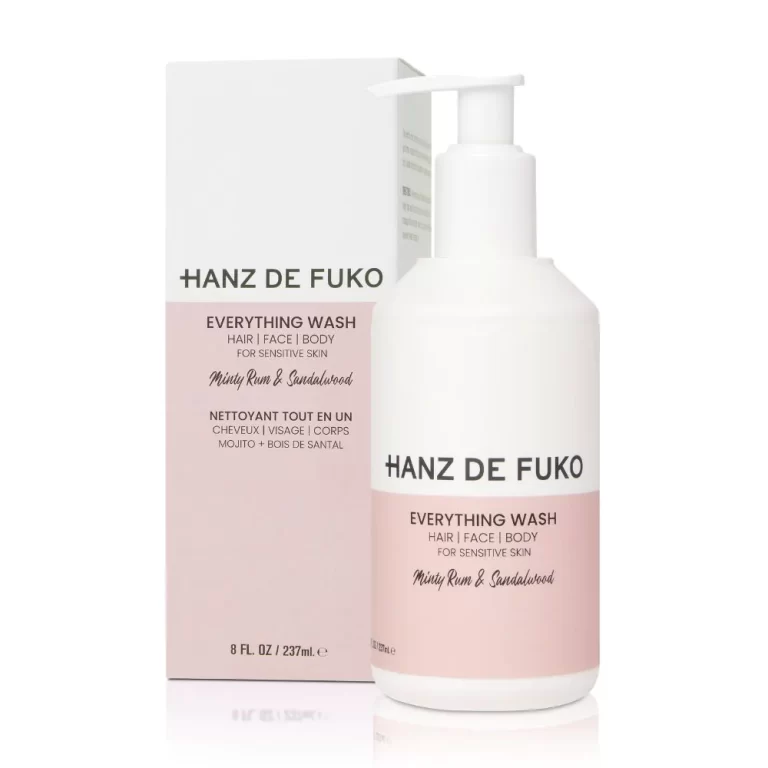 HANZ DE FUKO
EVERYTHING WASH
HAIR | FACE | BODY
FOR SENSITIVE SKIN
Minty Rum & Sandalwood
NETTOYANT TOUT EN UN
CHEVEUX | VISAGE | CORPS
MOJITO + BOIS DE SANTAL
8 FL. OZ / 237ml. ℮
HANZ DE FUKO
EVERYTHING WASH
HAIR | FACE | BODY
FOR SENSITIVE SKIN
Minty Rum & Sandalwood